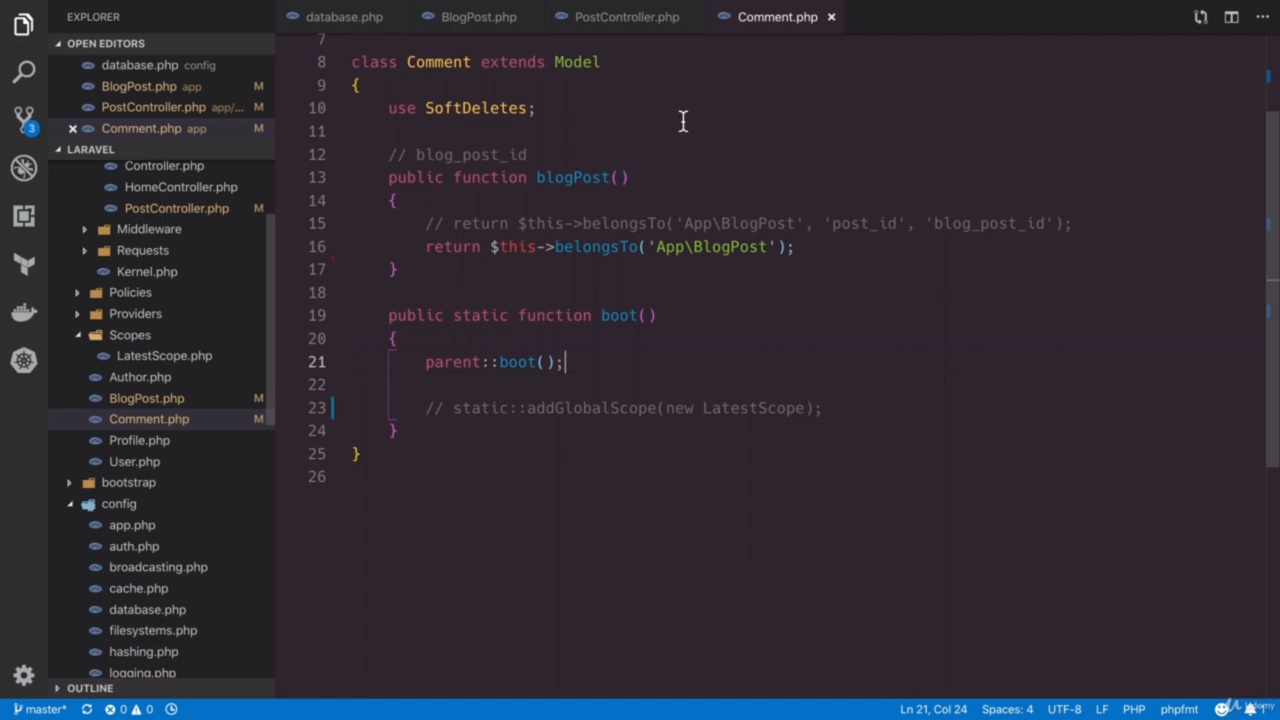 EXPLORER
OPEN EDITORS
database.php config
BlogPost.php app M
PostController.php app/... M
Comment.php app M
LARAVEL
Controller.php
HomeController.php
PostController.php M
Middleware
Requests
Kernel.php
Policies
Providers
Scopes
LatestScope.php
Author.php
BlogPost.php M
Comment.php M
Profile.php
User.php
bootstrap
config
app.php
auth.php
broadcasting.php
cache.php
database.php
filesystems.php
hashing.php
logging.php
OUTLINE
3
database.php BlogPost.php PostController.php Comment.php
7
8 class Comment extends Model
9 {
10 use SoftDeletes;
11
12 // blog_post_id
13 public function blogPost()
14 {
15 // return $this->belongsTo('App\BlogPost', 'post_id', 'blog_post_id');
16 return $this->belongsTo('App\BlogPost');
17 }
18
19 public static function boot()
20 {
21 parent::boot();
22
23 // static::addGlobalScope(new LatestScope);
24 }
25 }
26
master* 0 0 Ln 21, Col 24 Spaces: 4 UTF-8 LF PHP phpfmt 1
Udemy